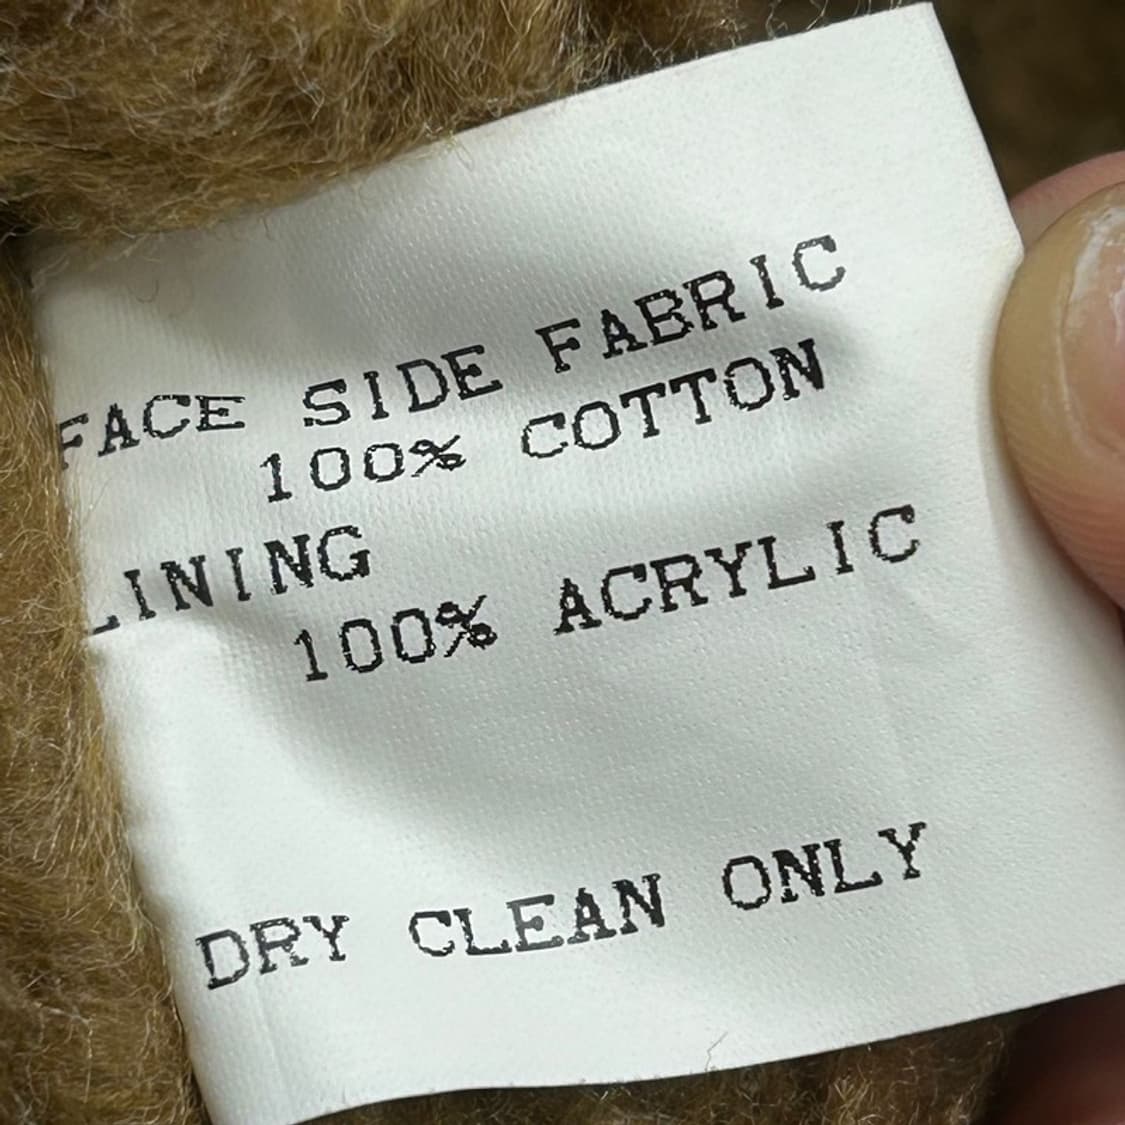 FACE SIDE FABRIC
100% COTTON
LINING
100% ACRYLIC
DRY CLEAN ONLY